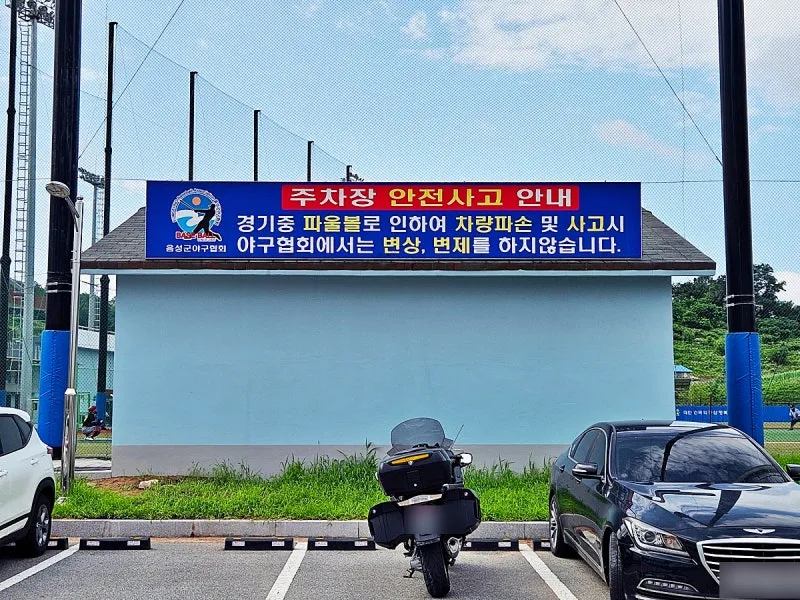 주차장 안전사고 안내
경기중 파울볼로 인하여 차량파손 및 사고시
야구협회에서는 변상, 변제를 하지않습니다.
BASEBALL
음성군야구협회